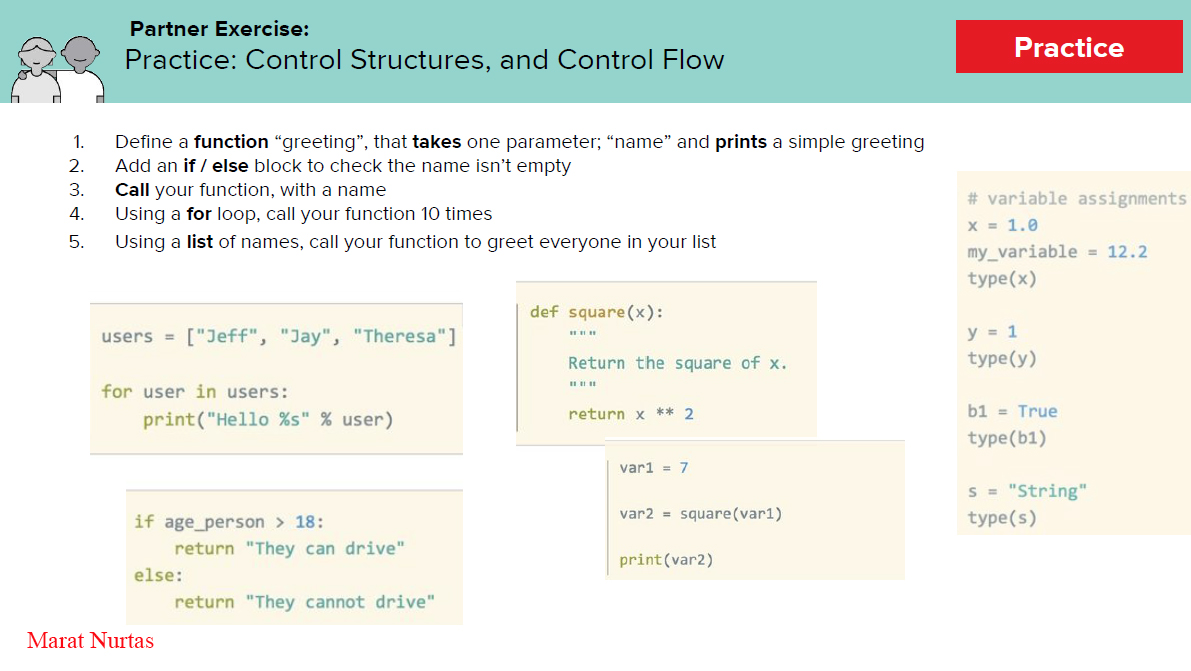 Partner Exercise:
Practice: Control Structures, and Control Flow
Practice
1. Define a function “greeting”, that takes one parameter; “name” and prints a simple greeting
2. Add an if / else block to check the name isn’t empty
3. Call your function, with a name
4. Using a for loop, call your function 10 times
5. Using a list of names, call your function to greet everyone in your list
users = ["Jeff", "Jay", "Theresa"]
for user in users:
print("Hello %s" % user)
if age_person > 18:
return "They can drive"
else:
return "They cannot drive"
def square(x):
"""
Return the square of x.
"""
return x ** 2
var1 = 7
var2 = square(var1)
print(var2)
# variable assignments
x = 1.0
my_variable = 12.2
type(x)
y = 1
type(y)
b1 = True
type(b1)
s = "String"
type(s)
Marat Nurtas